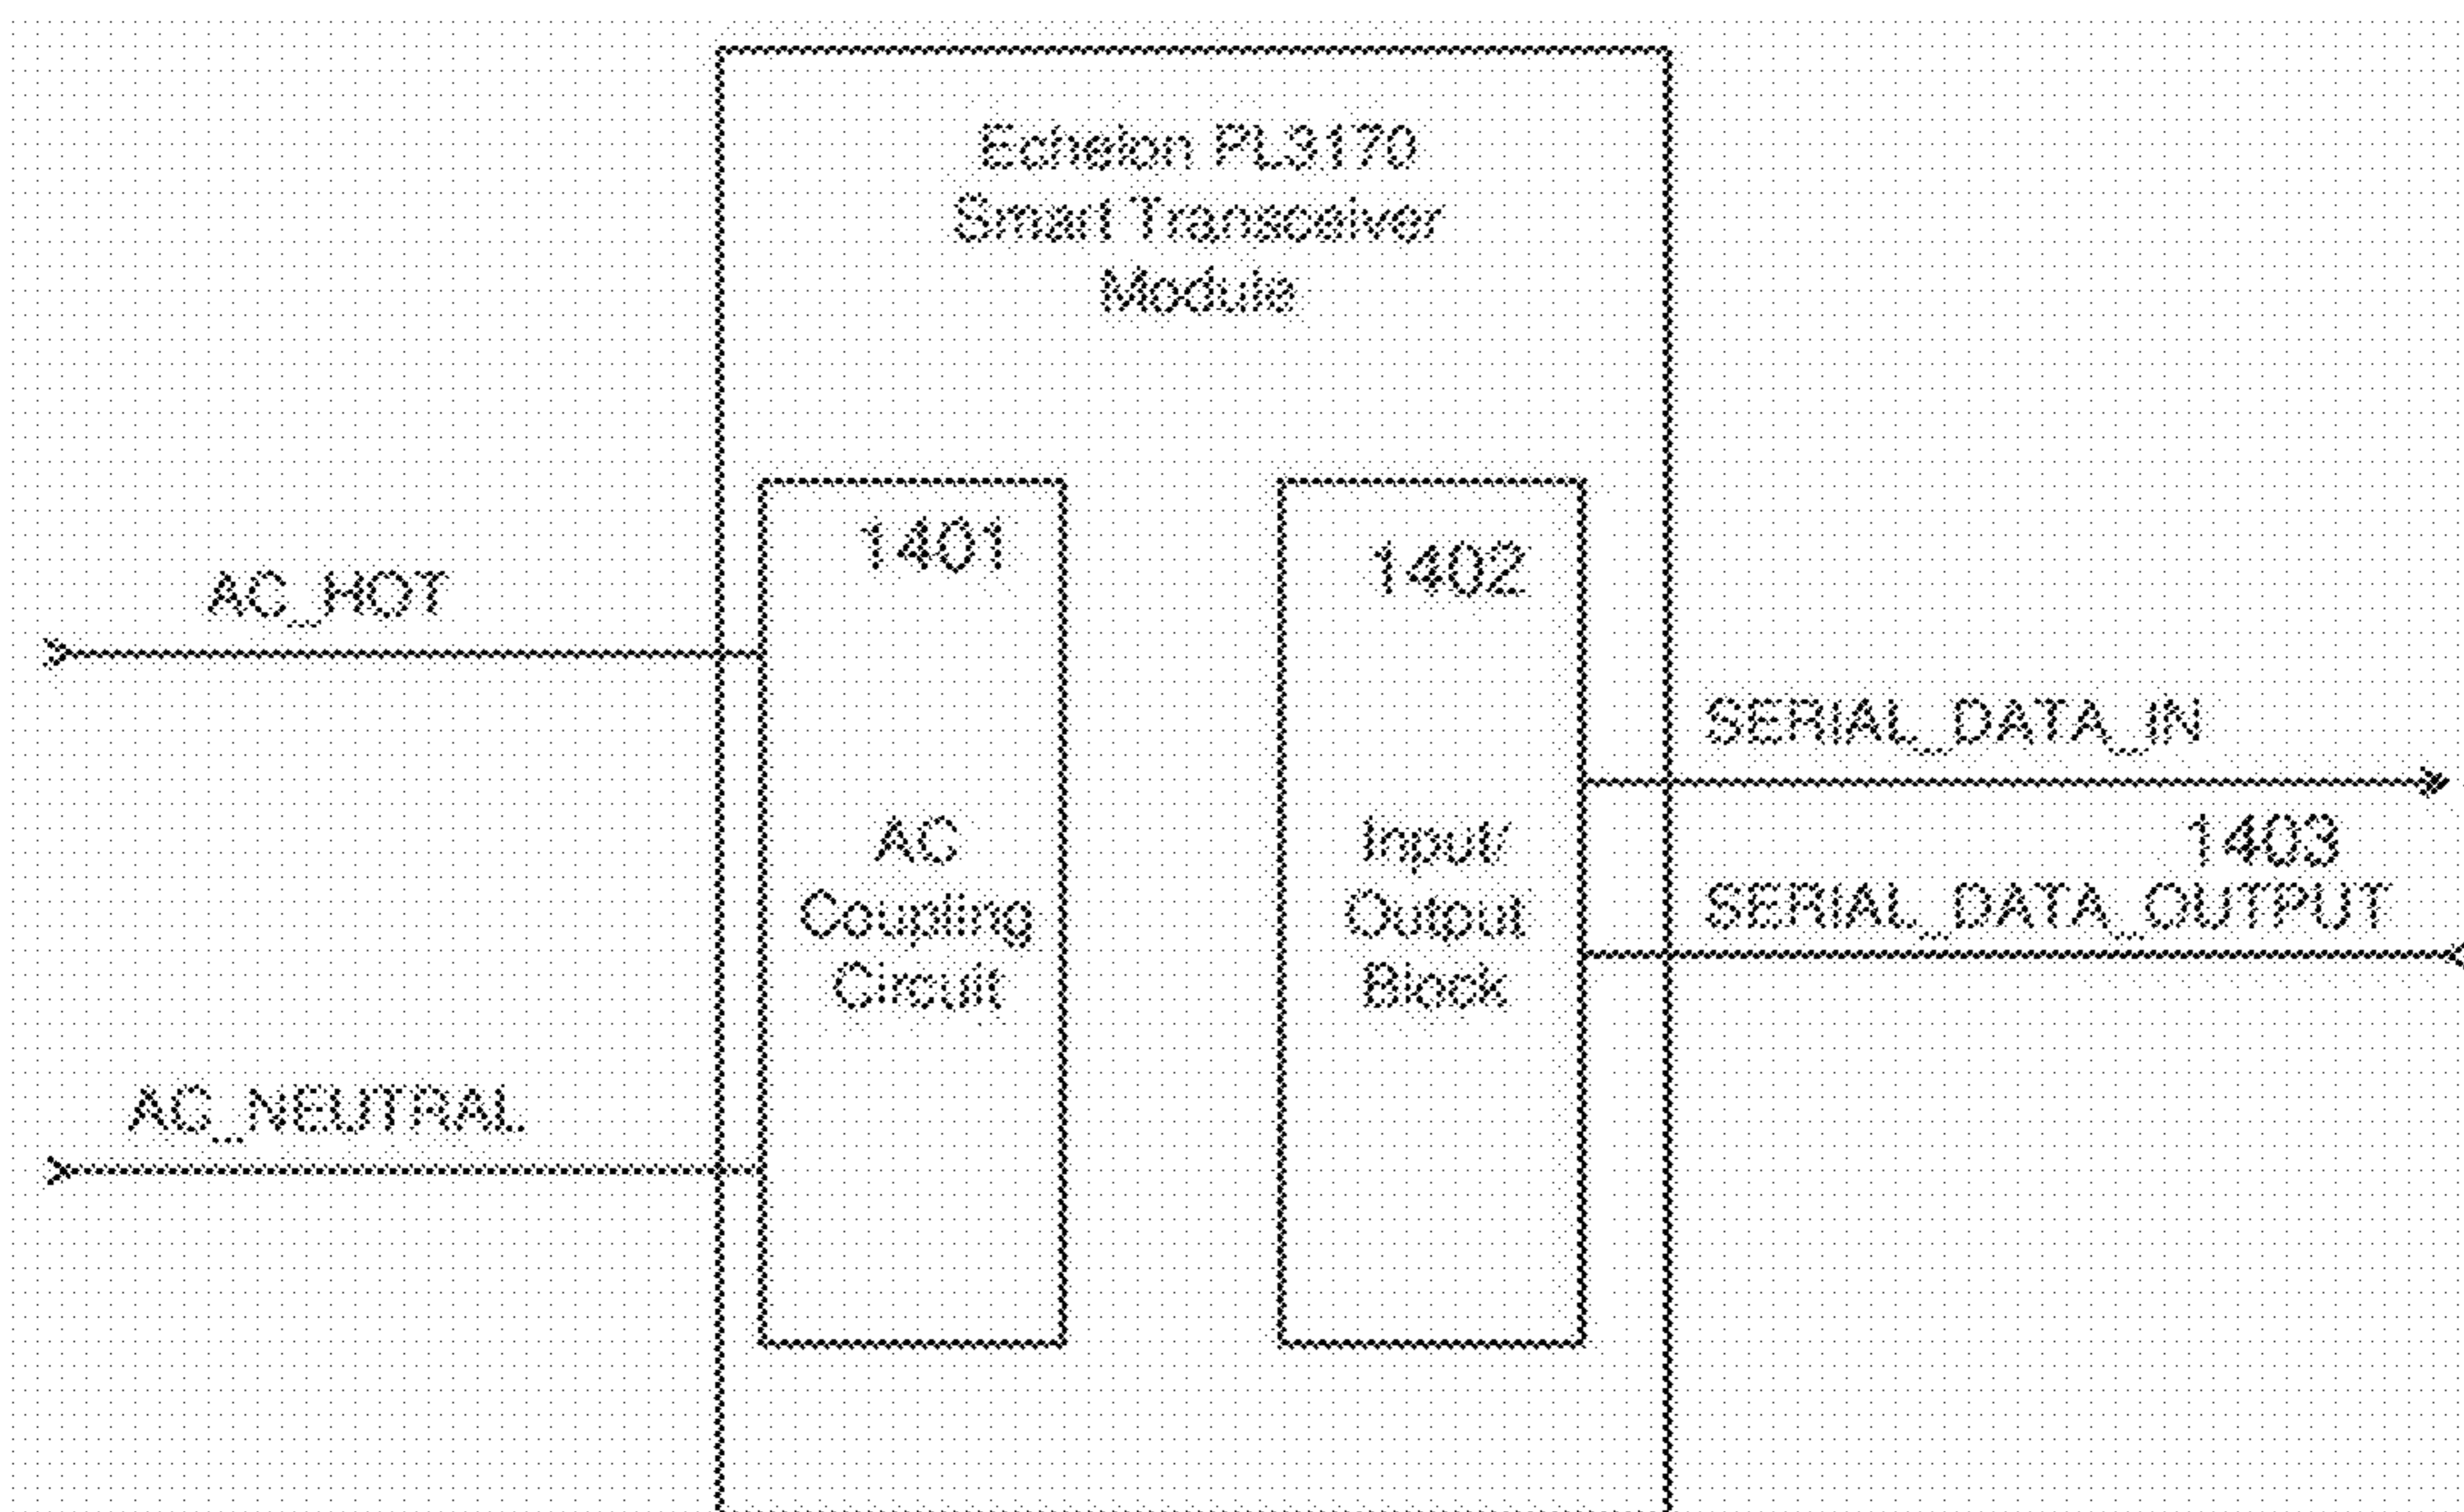 Echelon PL3170
Smart Transceiver
Module
1401
1402
AC_HOT
SERIAL_DATA_IN
1403
SERIAL_DATA_OUTPUT
AC
Coupling
Circuit
Input/
Output
Block
AC_NEUTRAL